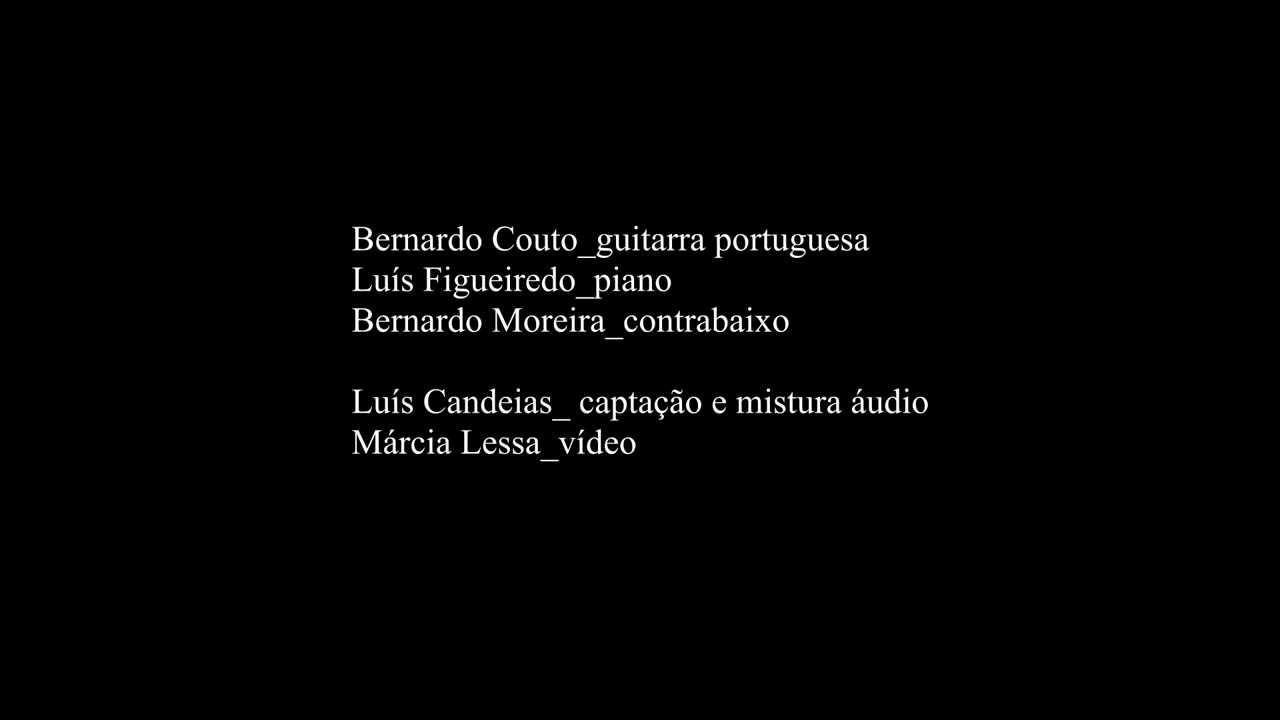 Bernardo Couto_guitarra portuguesa
Luís Figueiredo_piano
Bernardo Moreira_contrabaixo
Luís Candeias_ captação e mistura áudio
Márcia Lessa_vídeo